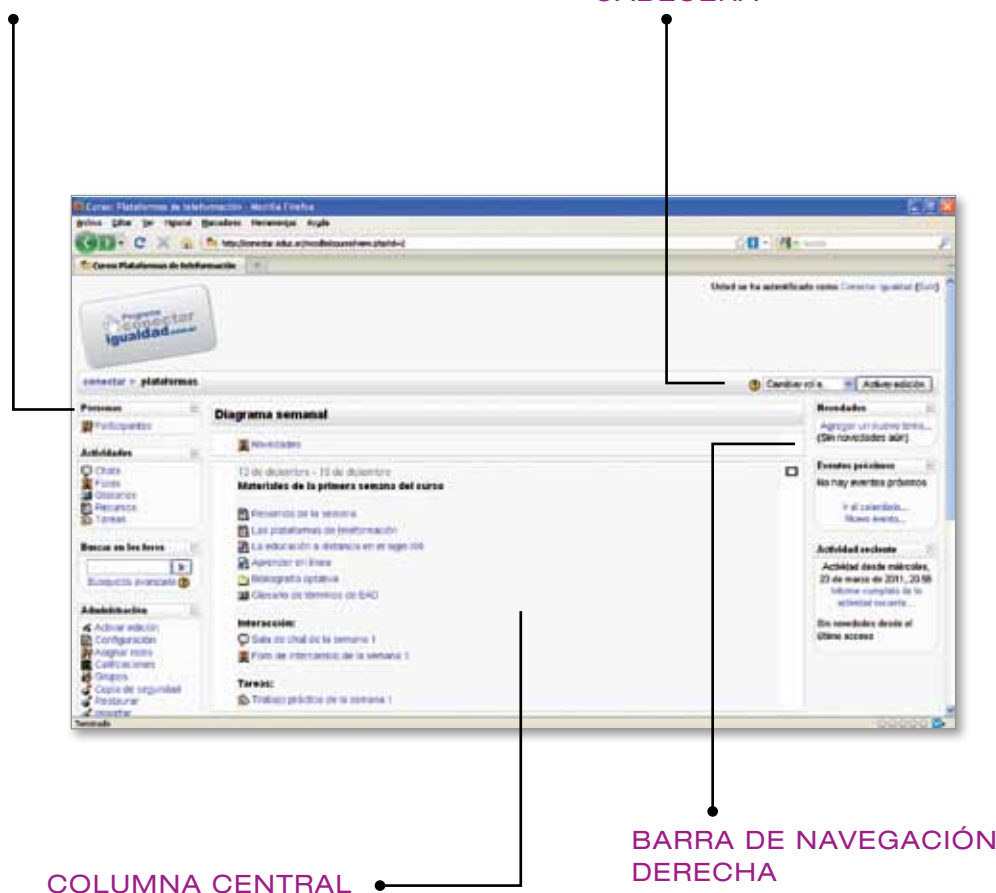 Curso: Plataformas de teleformación - Mozilla Firefox
Archivo Editar Ver Historial Marcadores Herramientas Ayuda
Curso: Plataformas de teleformación
Usted se ha autentificado como Conectar Igualdad (Salir)
Programa
conectar
igualdad.com.ar
conectar ► plataformas
Cambiar rol a...
Activar edición
Personas
Participantes
Actividades
Chats
Foros
Glosarios
Recursos
Tareas
Buscar en los foros
Búsqueda avanzada
Administración
Activar edición
Configuración
Asignar roles
Calificaciones
Grupos
Copia de seguridad
Restaurar
Importar
Diagrama semanal
Novedades
13 de diciembre - 19 de diciembre
Materiales de la primera semana del curso
Las plataformas de teleformación
La educación a distancia en el siglo XXI
Aprender en línea
Bibliografía optativa
Glosario de términos de EAD
Interacción:
Sala de chat de la semana 1
Foro de intercambio de la semana 1
Tareas:
Trabajo práctico de la semana 1
Novedades
Agregar un nuevo tema...
(Sin novedades aún)
Eventos próximos
No hay eventos próximos
Ir al calendario...
Nuevo evento...
Actividad reciente
Actividad desde miércoles,
23 de marzo de 2011, 20:58
Informe completo de la
actividad reciente...
Sin novedades desde el
último acceso
Terminado
COLUMNA CENTRAL
BARRA DE NAVEGACIÓN
DERECHA